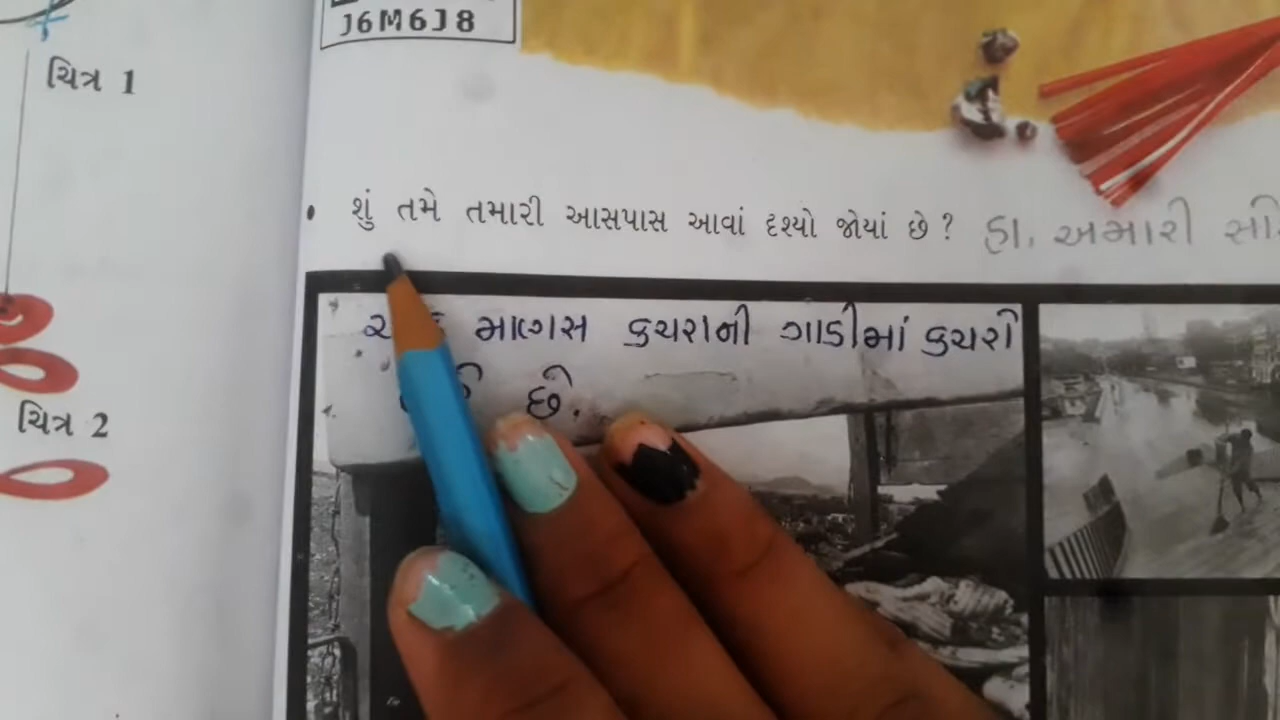 J6M6J8
ચિત્ર 1
શું તમે તમારી આસપાસ આવાં દૃશ્યો જોયાં છે? હા, અમારી
માણસ કચરાની ગાડીમાં કચરો
છે.
ચિત્ર 2